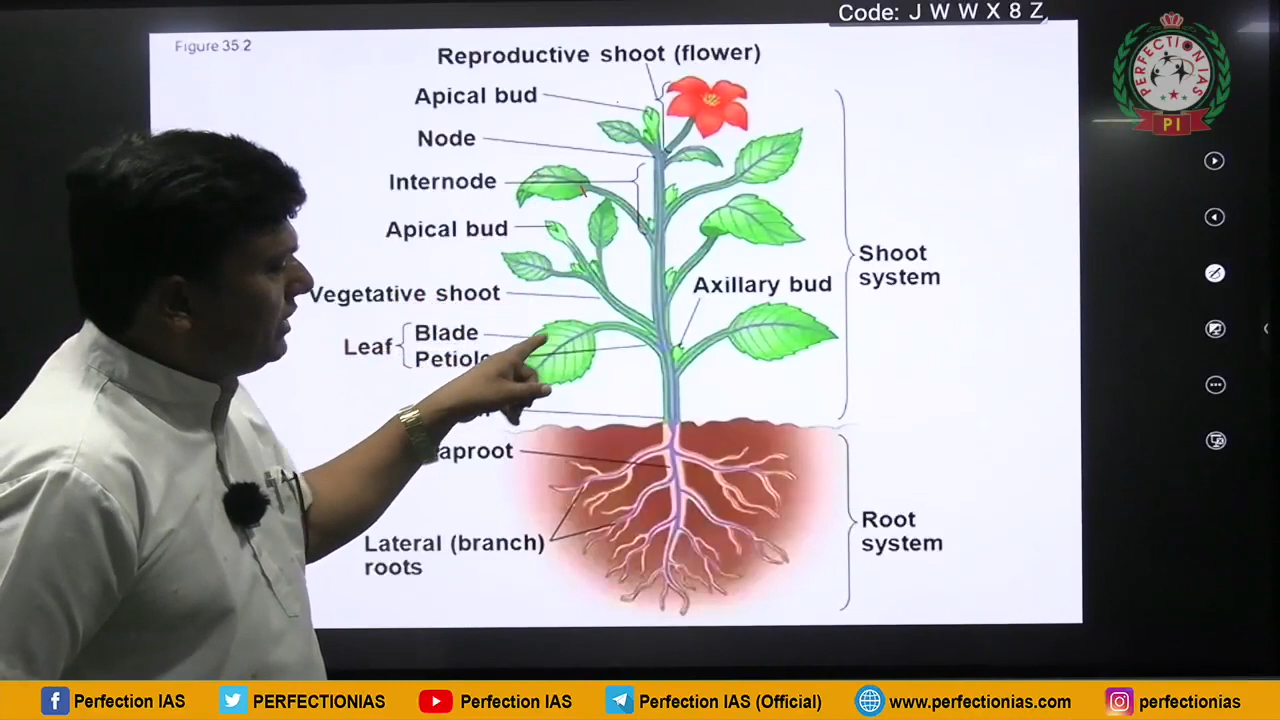 Code: J W W X 8 Z
Figure 35.2
Reproductive shoot (flower)
Apical bud
Node
Internode
Apical bud
Vegetative shoot
Leaf
Blade
Axillary bud
Shoot
system
Lateral (branch)
roots
Root
system
PERFECTION IAS
PI
Perfection IAS
PERFECTIONIAS
Perfection IAS
Perfection IAS (Official)
www.perfectionias.com
perfectionias